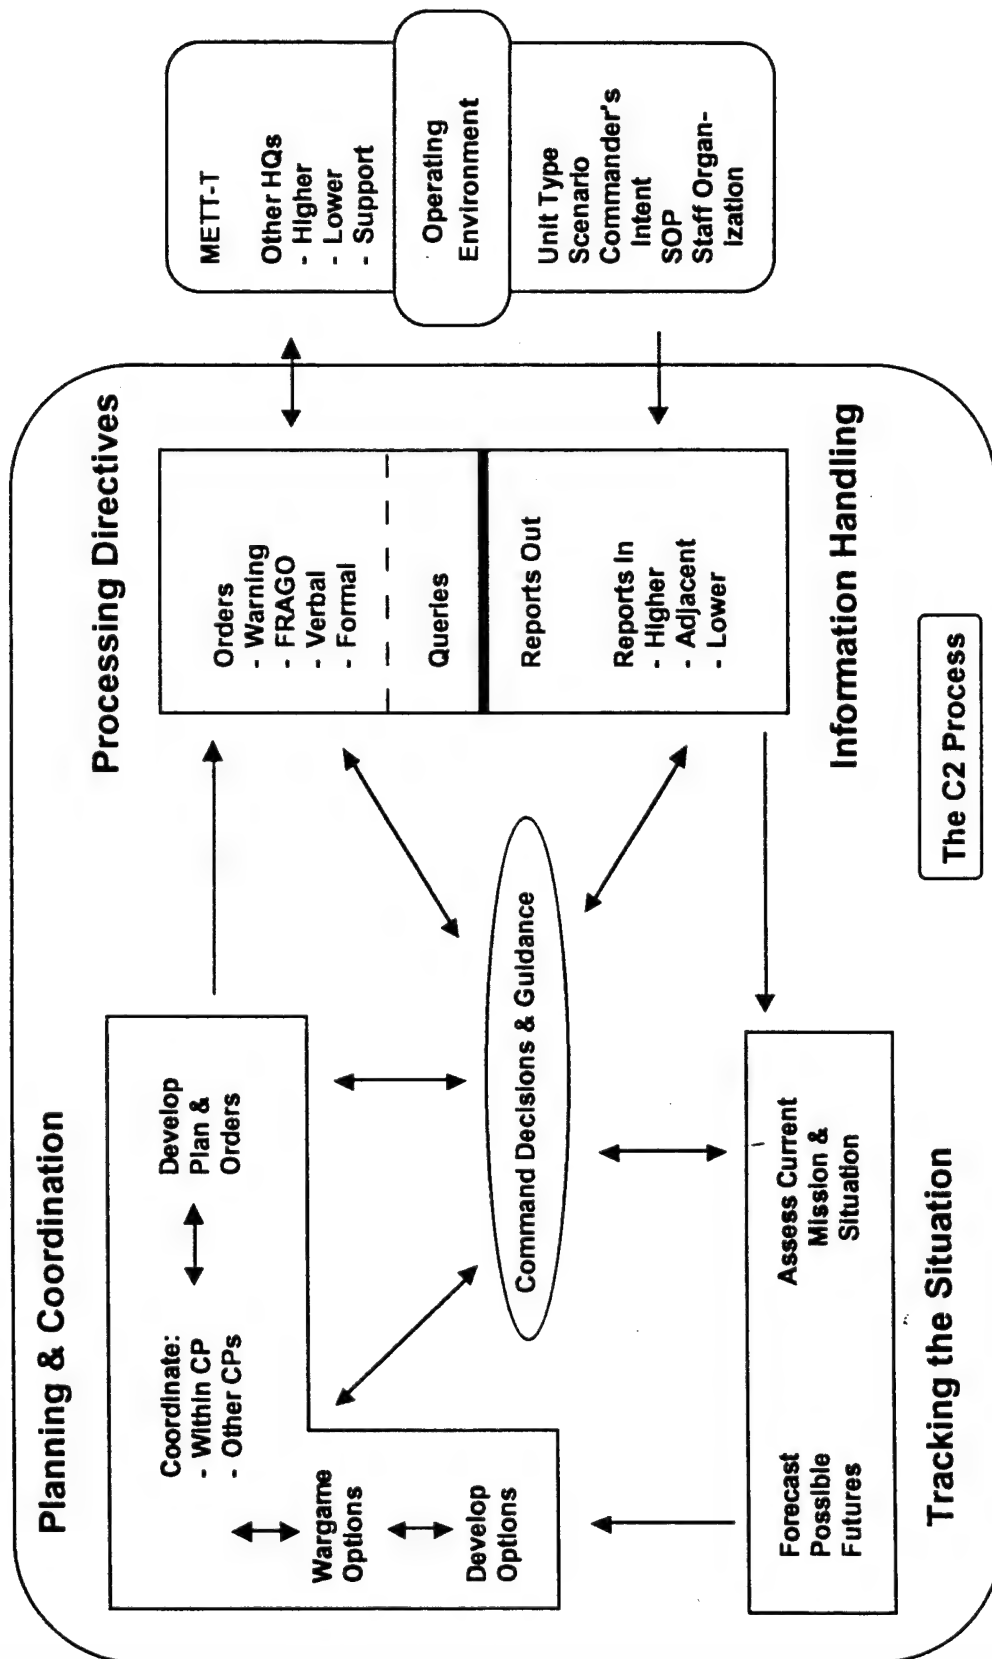 Planning & Coordination
Coordinate:
- Within CP
- Other CPs
Develop
Plan &
Orders
Wargame
Options
Develop
Options
Processing Directives
Orders
- Warning
- FRAGO
- Verbal
- Formal
Queries
Reports Out
Reports In
- Higher
- Adjacent
- Lower
Information Handling
METT-T
Other HQs
- Higher
- Lower
- Support
Operating
Environment
Unit Type
Scenario
Commander's
Intent
SOP
Staff Organ-
ization
Command Decisions & Guidance
Forecast
Possible
Futures
Assess Current
Mission &
Situation
Tracking the Situation
The C2 Process